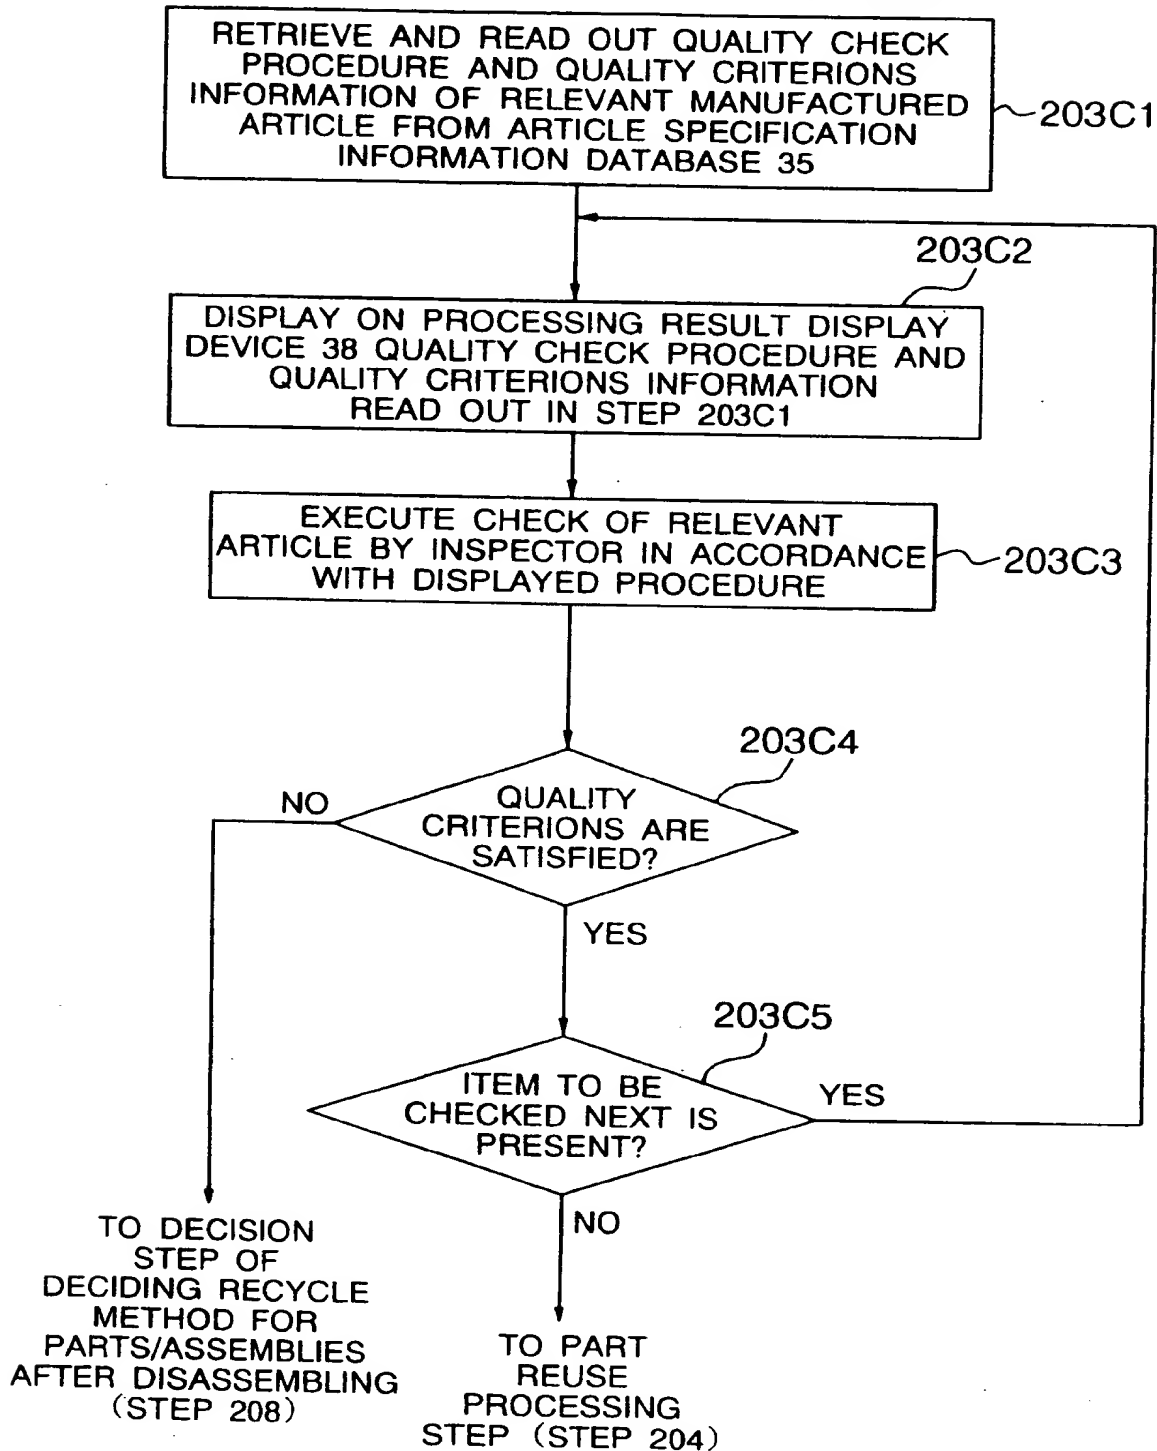 RETRIEVE AND READ OUT QUALITY CHECK
PROCEDURE AND QUALITY CRITERIONS
INFORMATION OF RELEVANT MANUFACTURED
ARTICLE FROM ARTICLE SPECIFICATION
INFORMATION DATABASE 35
203C1
203C2
DISPLAY ON PROCESSING RESULT DISPLAY
DEVICE 38 QUALITY CHECK PROCEDURE AND
QUALITY CRITERIONS INFORMATION
READ OUT IN STEP 203C1
EXECUTE CHECK OF RELEVANT
ARTICLE BY INSPECTOR IN ACCORDANCE
WITH DISPLAYED PROCEDURE
203C3
203C4
NO
QUALITY
CRITERIONS ARE
SATISFIED?
YES
203C5
ITEM TO BE
CHECKED NEXT IS
PRESENT?
YES
NO
TO DECISION
STEP OF
DECIDING RECYCLE
METHOD FOR
PARTS/ASSEMBLIES
AFTER DISASSEMBLING
(STEP 208)
TO PART
REUSE
PROCESSING
STEP (STEP 204)